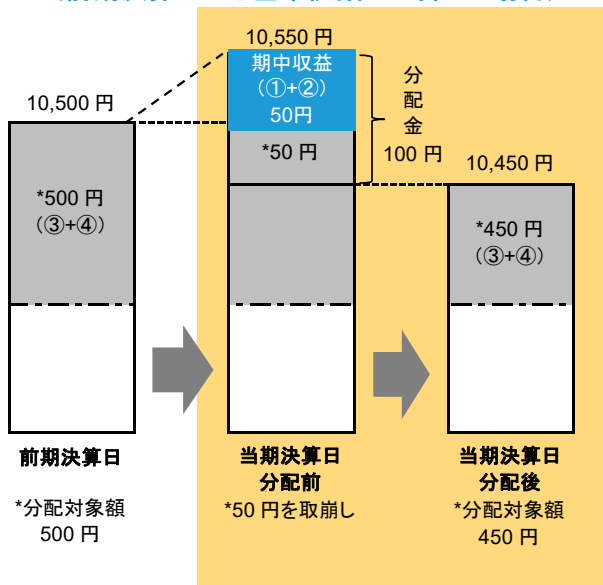 10,550 円
期中収益
(①+②)
50円
分
配
金
100 円
10,500 円
*50 円
10,450 円
*500 円
(③+④)
*450 円
(③+④)
前期決算日
*分配対象額
500 円
当期決算日
分配前
*50 円を取崩し
当期決算日
分配後
*分配対象額
450 円